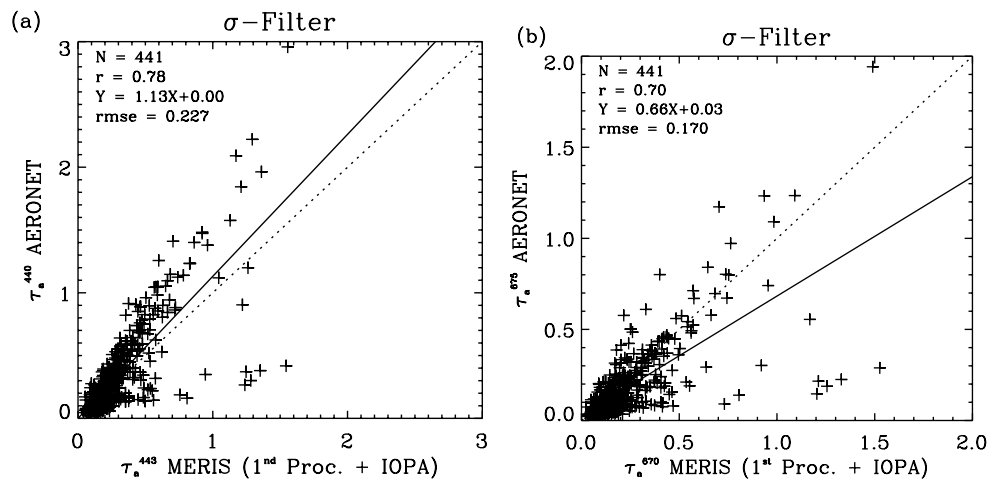 (a)
σ−Filter
N = 441
r = 0.78
Y = 1.13X+0.00
rmse = 0.227
3
2
1
0
τₐ⁴⁴⁰ AERONET
0 1 2 3
τₐ⁴⁴³ MERIS (1ⁿᵈ Proc. + IOPA)
(b)
σ−Filter
N = 441
r = 0.70
Y = 0.66X+0.03
rmse = 0.170
2.0
1.5
1.0
0.5
0.0
τₐ⁶⁷⁵ AERONET
0.0 0.5 1.0 1.5 2.0
τₐ⁶⁷⁰ MERIS (1ˢᵗ Proc. + IOPA)